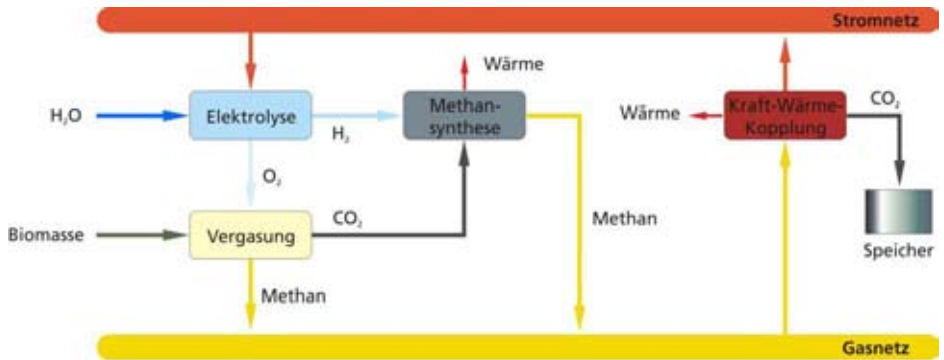 Stromnetz
Wärme
H₂O
Elektrolyse
H₂
Methan-
synthese
Wärme
Kraft-Wärme-
Kopplung
CO₂
O₂
Biomasse
Vergasung
CO₂
Methan
Speicher
Methan
Gasnetz